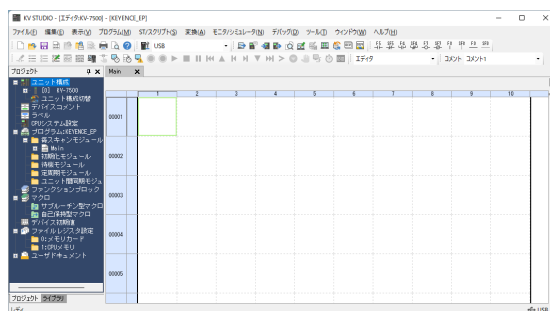 KV STUDIO - [エディタ:KV-7500] - [KEYENCE_EP]
ファイル(F) 編集(E) 表示(V) プログラム(M) ST/スクリプト(S) 変換(A) モニタ/シミュレータ(N) デバッグ(D) ツール(T) ウィンドウ(W) ヘルプ(H)
USB
エディタ
コメント コメント1
プロジェクト
Main
ユニット構成
[0] KV-7500
ユニット構成切替
デバイスコメント
ラベル
CPUシステム設定
プログラム:KEYENCE_EP
毎スキャンモジュール
Main
初期化モジュール
待機モジュール
定周期モジュール
ユニット間同期モジュ
ファンクションブロック
マクロ
サブルーチン型マクロ
自己保持型マクロ
デバイス初期値
ファイルレジスタ設定
0:メモリカード
1:CPUメモリ
ユーザドキュメント
1 2 3 4 5 6 7 8 9 10
00001
00002
00003
00004
00005
プロジェクト ライブラリ
エディ
USB